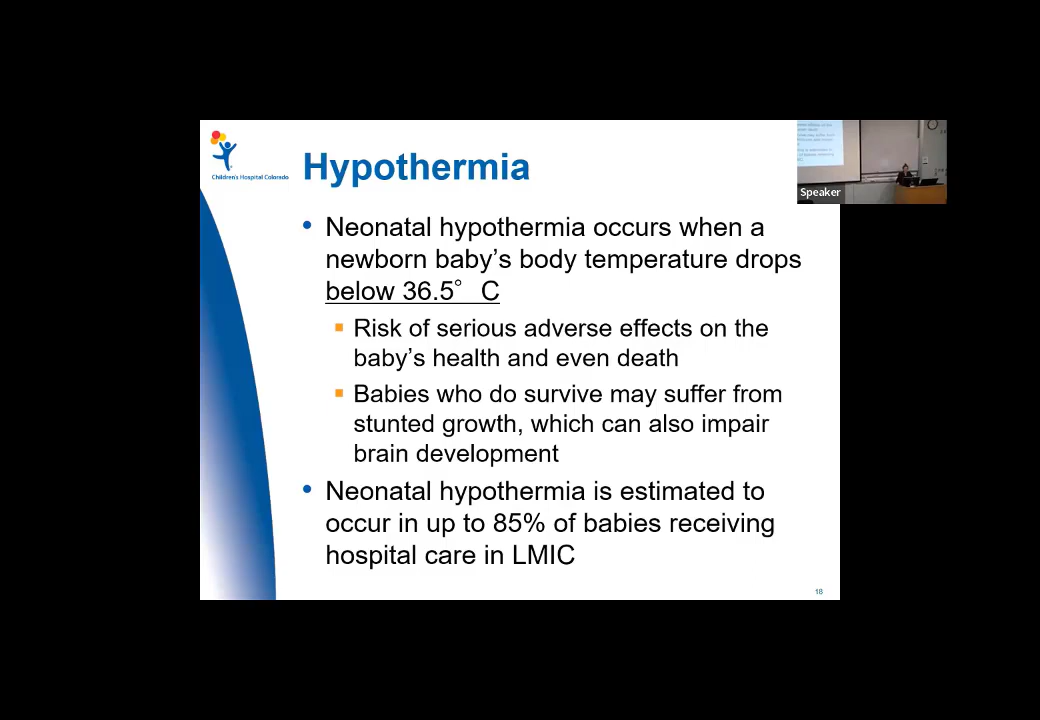 Children's Hospital Colorado
Hypothermia
Speaker
• Neonatal hypothermia occurs when a
newborn baby’s body temperature drops
below 36.5° C
▪ Risk of serious adverse effects on the
baby’s health and even death
▪ Babies who do survive may suffer from
stunted growth, which can also impair
brain development
• Neonatal hypothermia is estimated to
occur in up to 85% of babies receiving
hospital care in LMIC
18